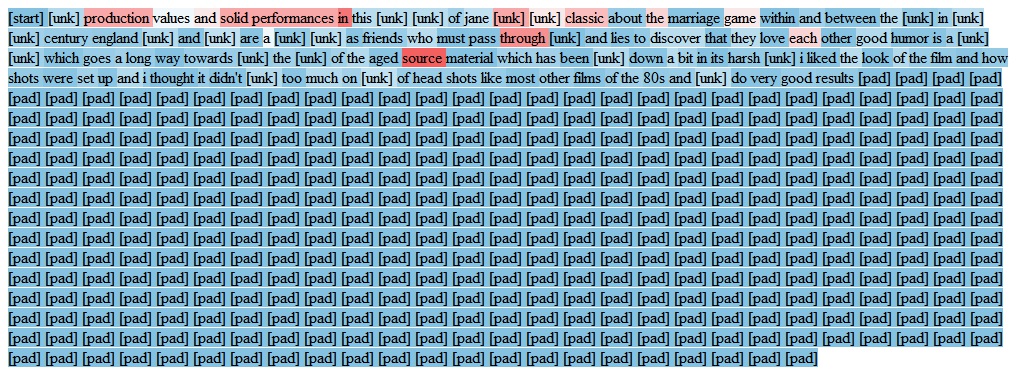 [start] [unk] production values and solid performances in this [unk] [unk] of jane [unk] [unk] classic about the marriage game within and between the [unk] in [unk]
[unk] century england [unk] and [unk] are a [unk] [unk] as friends who must pass through [unk] and lies to discover that they love each other good humor is a [unk]
[unk] which goes a long way towards [unk] the [unk] of the aged source material which has been [unk] down a bit in its harsh [unk] i liked the look of the film and how
shots were set up and i thought it didn't [unk] too much on [unk] of head shots like most other films of the 80s and [unk] do very good results [pad] [pad] [pad] [pad]
[pad] [pad] [pad] [pad] [pad] [pad] [pad] [pad] [pad] [pad] [pad] [pad] [pad] [pad] [pad] [pad] [pad] [pad] [pad] [pad] [pad] [pad] [pad] [pad] [pad] [pad] [pad]
[pad] [pad] [pad] [pad] [pad] [pad] [pad] [pad] [pad] [pad] [pad] [pad] [pad] [pad] [pad] [pad] [pad] [pad] [pad] [pad] [pad] [pad] [pad] [pad] [pad] [pad] [pad]
[pad] [pad] [pad] [pad] [pad] [pad] [pad] [pad] [pad] [pad] [pad] [pad] [pad] [pad] [pad] [pad] [pad] [pad] [pad] [pad] [pad] [pad] [pad] [pad] [pad] [pad] [pad]
[pad] [pad] [pad] [pad] [pad] [pad] [pad] [pad] [pad] [pad] [pad] [pad] [pad] [pad] [pad] [pad] [pad] [pad] [pad] [pad] [pad] [pad] [pad] [pad] [pad] [pad] [pad]
[pad] [pad] [pad] [pad] [pad] [pad] [pad] [pad] [pad] [pad] [pad] [pad] [pad] [pad] [pad] [pad] [pad] [pad] [pad] [pad] [pad] [pad] [pad] [pad] [pad] [pad] [pad]
[pad] [pad] [pad] [pad] [pad] [pad] [pad] [pad] [pad] [pad] [pad] [pad] [pad] [pad] [pad] [pad] [pad] [pad] [pad] [pad] [pad] [pad] [pad] [pad] [pad] [pad] [pad]
[pad] [pad] [pad] [pad] [pad] [pad] [pad] [pad] [pad] [pad] [pad] [pad] [pad] [pad] [pad] [pad] [pad] [pad] [pad] [pad] [pad] [pad] [pad] [pad] [pad] [pad] [pad]
[pad] [pad] [pad] [pad] [pad] [pad] [pad] [pad] [pad] [pad] [pad] [pad] [pad] [pad] [pad] [pad] [pad] [pad] [pad] [pad] [pad] [pad] [pad] [pad] [pad] [pad] [pad]
[pad] [pad] [pad] [pad] [pad] [pad] [pad] [pad] [pad] [pad] [pad] [pad] [pad] [pad] [pad] [pad] [pad] [pad] [pad] [pad] [pad] [pad] [pad] [pad] [pad] [pad] [pad]
[pad] [pad] [pad] [pad] [pad] [pad] [pad] [pad] [pad] [pad] [pad] [pad] [pad] [pad] [pad] [pad] [pad] [pad] [pad] [pad] [pad] [pad] [pad] [pad] [pad] [pad] [pad]
[pad] [pad] [pad] [pad] [pad] [pad] [pad] [pad] [pad] [pad] [pad] [pad] [pad] [pad] [pad] [pad] [pad] [pad] [pad] [pad] [pad] [pad] [pad] [pad] [pad] [pad] [pad]
[pad] [pad] [pad] [pad] [pad] [pad] [pad] [pad] [pad] [pad] [pad] [pad] [pad] [pad] [pad] [pad] [pad] [pad] [pad] [pad] [pad] [pad] [pad] [pad] [pad] [pad] [pad]
[pad] [pad] [pad] [pad] [pad] [pad] [pad] [pad] [pad] [pad] [pad] [pad] [pad] [pad] [pad] [pad] [pad] [pad] [pad] [pad] [pad] [pad] [pad] [pad] [pad] [pad] [pad]
[pad] [pad] [pad] [pad] [pad] [pad] [pad] [pad] [pad] [pad] [pad] [pad] [pad] [pad] [pad] [pad] [pad] [pad] [pad] [pad] [pad] [pad]